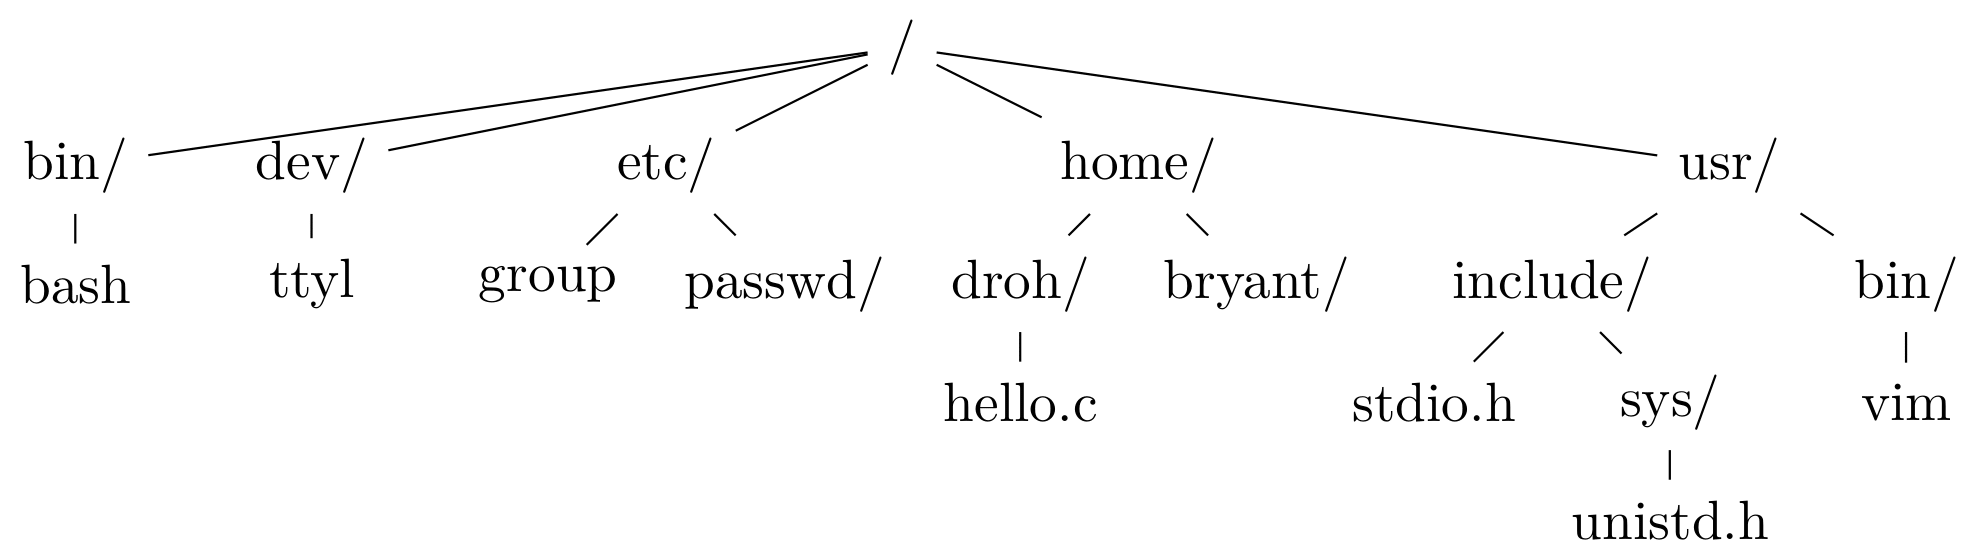 /
bin/ dev/ etc/ home/ usr/
bash ttyl group passwd/ droh/ bryant/ include/ bin/
hello.c stdio.h sys/ vim
unistd.h